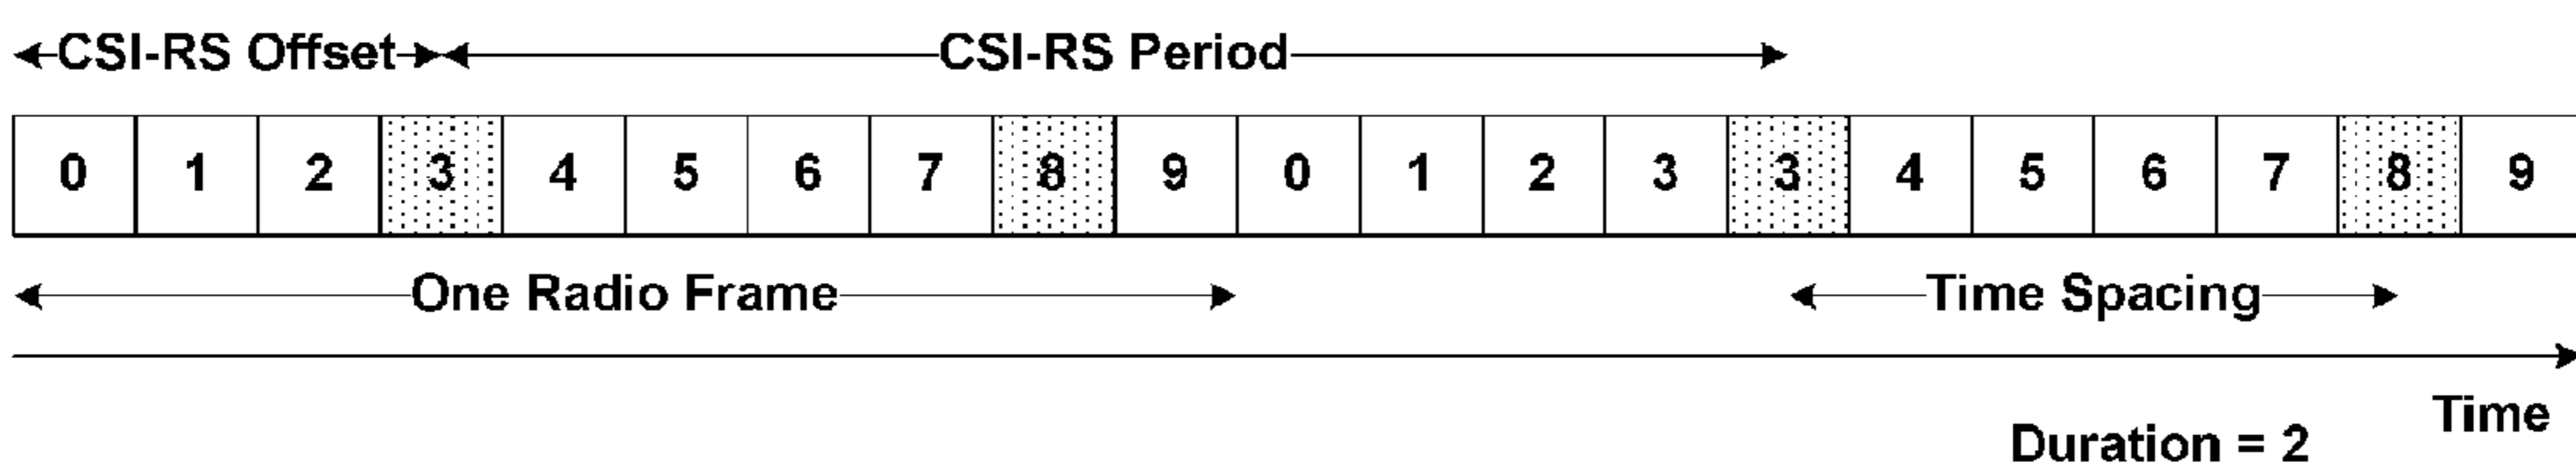 CSI-RS Offset CSI-RS Period
0 1 2 3 4 5 6 7 8 9 0 1 2 3 3 4 5 6 7 8 9
One Radio Frame Time Spacing
Time
Duration = 2